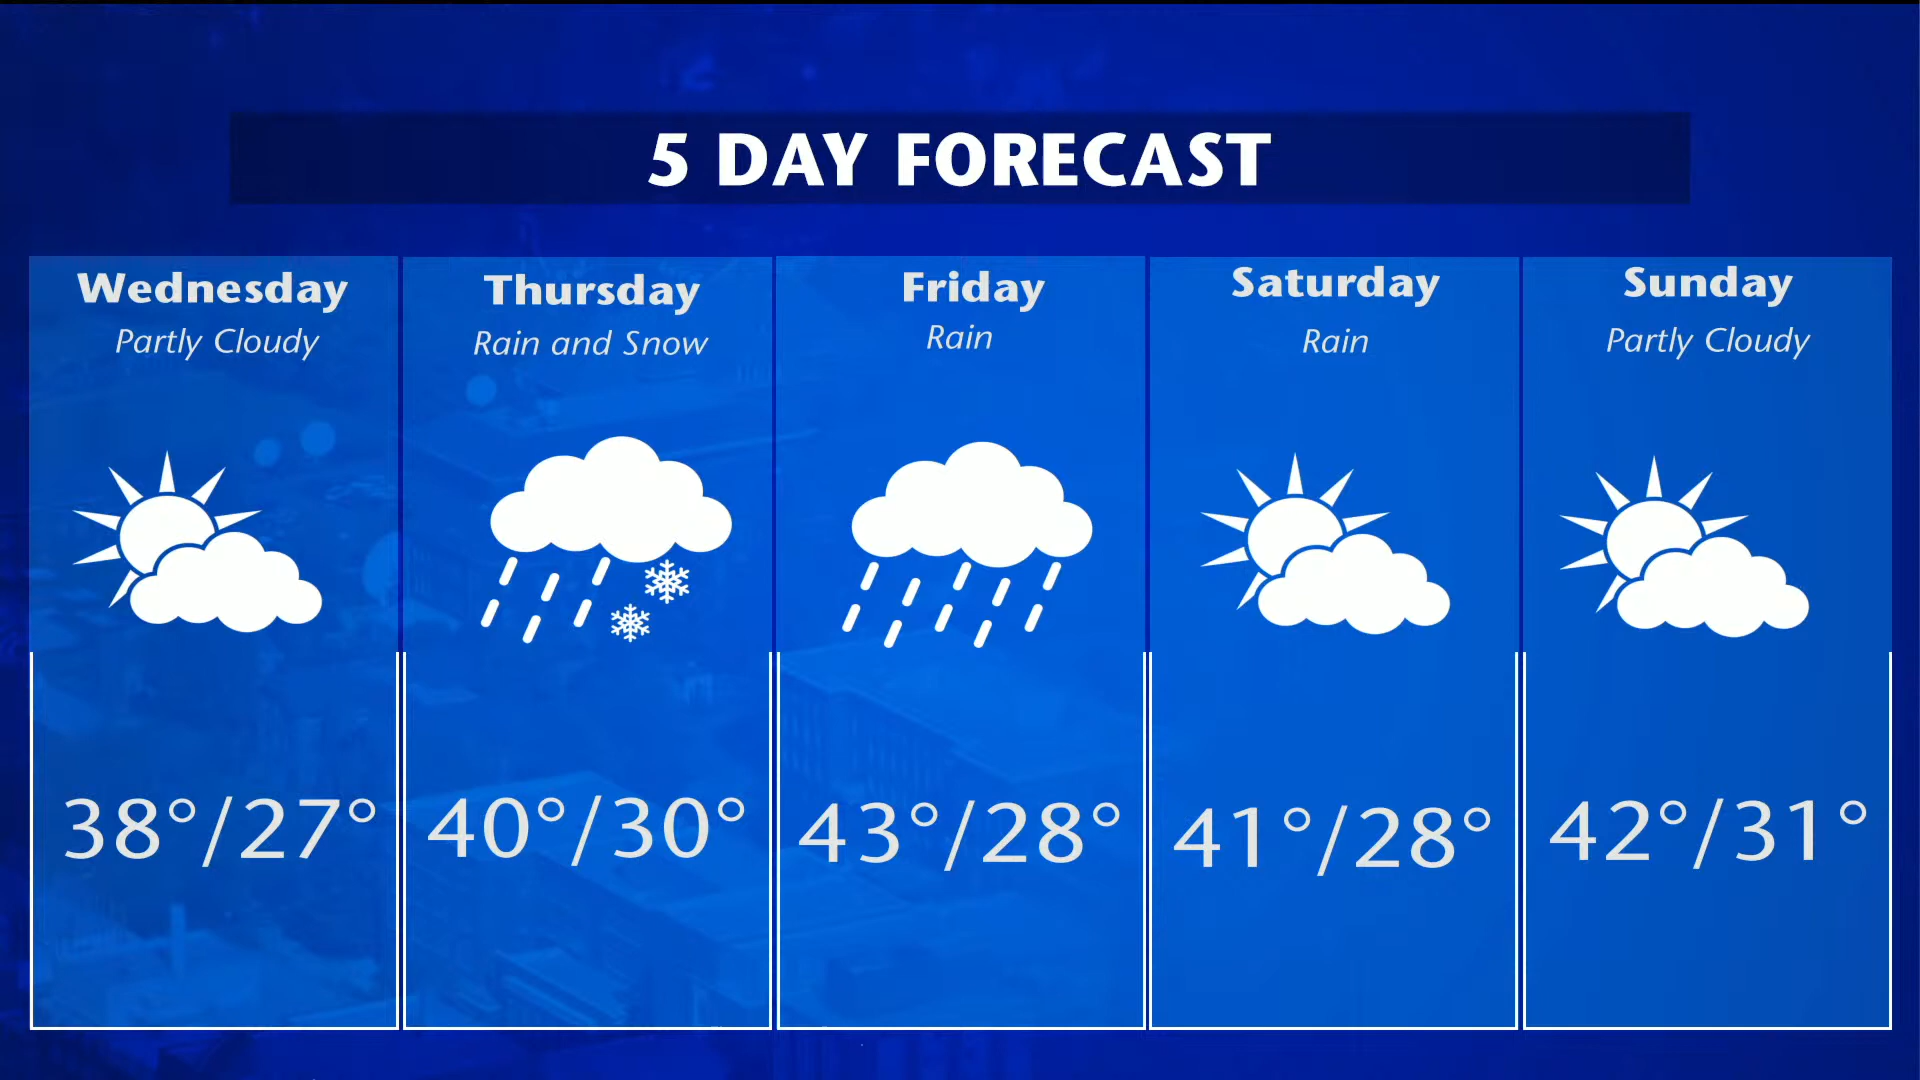 5 DAY FORECAST
Wednesday
Partly Cloudy
38°/27°
Thursday
Rain and Snow
40°/30°
Friday
Rain
43°/28°
Saturday
Rain
41°/28°
Sunday
Partly Cloudy
42°/31°